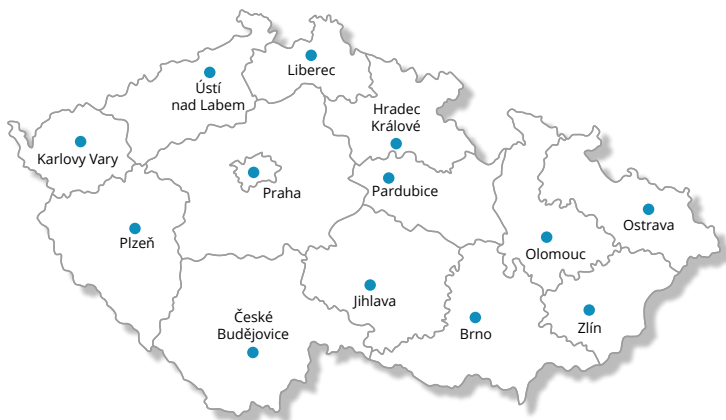 Liberec
Ústí
nad Labem
Hradec
Králové
Karlovy Vary
Praha
Pardubice
Plzeň
Ostrava
Olomouc
Jihlava
České
Budějovice
Brno
Zlín